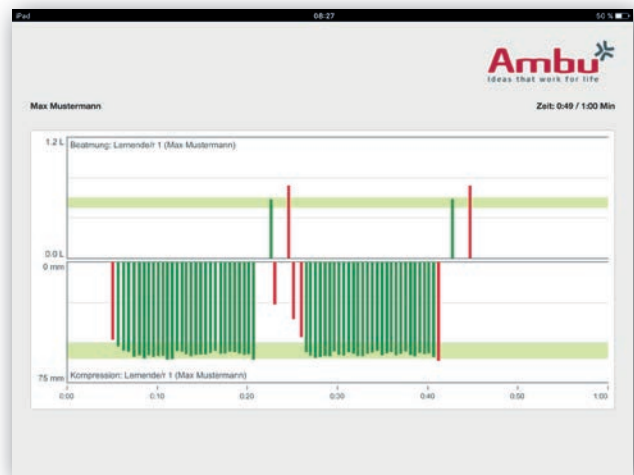 iPad 08:27 50 %
Ambu
Ideas that work for life
Max Mustermann Zeit: 0:49 / 1:00 Min
1.2 L Beatmung: Lernende/r 1 (Max Mustermann)
0.0 L
0 mm
75 mm Kompression: Lernende/r 1 (Max Mustermann)
0:00 0:10 0:20 0:30 0:40 0:50 1:00